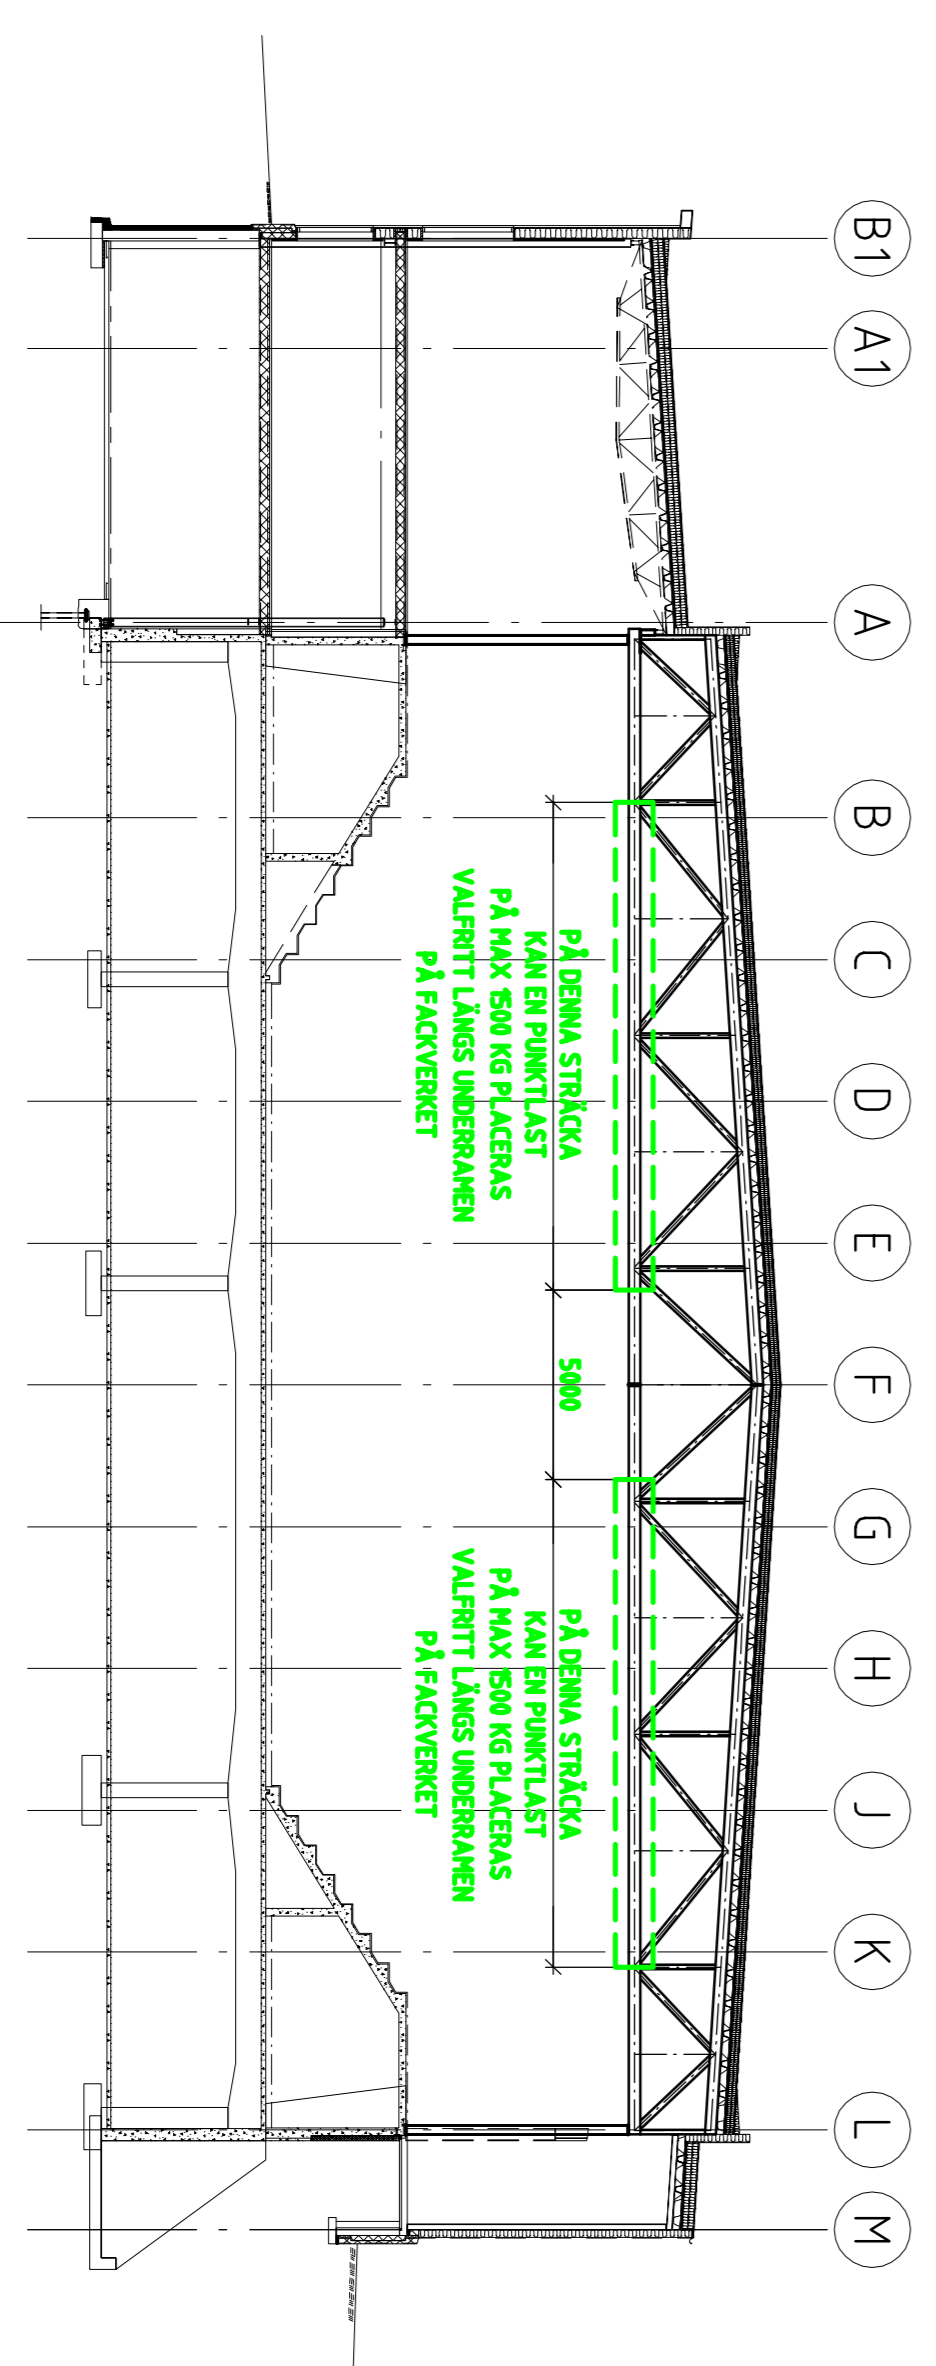 B1
A1
A
B
C
D
E
F
G
H
J
K
L
M
PÅ DENNA STRÄCKA
KAN EN PUNKTLAST
PÅ MAX 1500 KG PLACERAS
VALFRITT LÄNGS UNDERRAMEN
PÅ FACKVERKET
5000
PÅ DENNA STRÄCKA
KAN EN PUNKTLAST
PÅ MAX 1500 KG PLACERAS
VALFRITT LÄNGS UNDERRAMEN
PÅ FACKVERKET